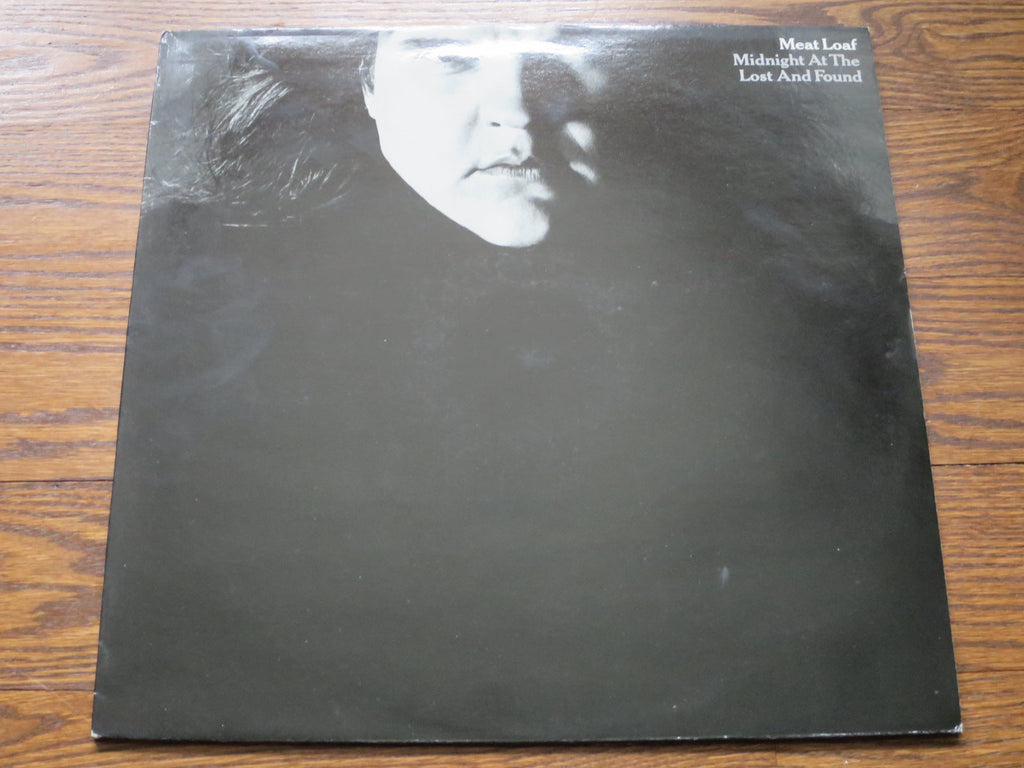 Meat Loaf
Midnight At The
Lost And Found